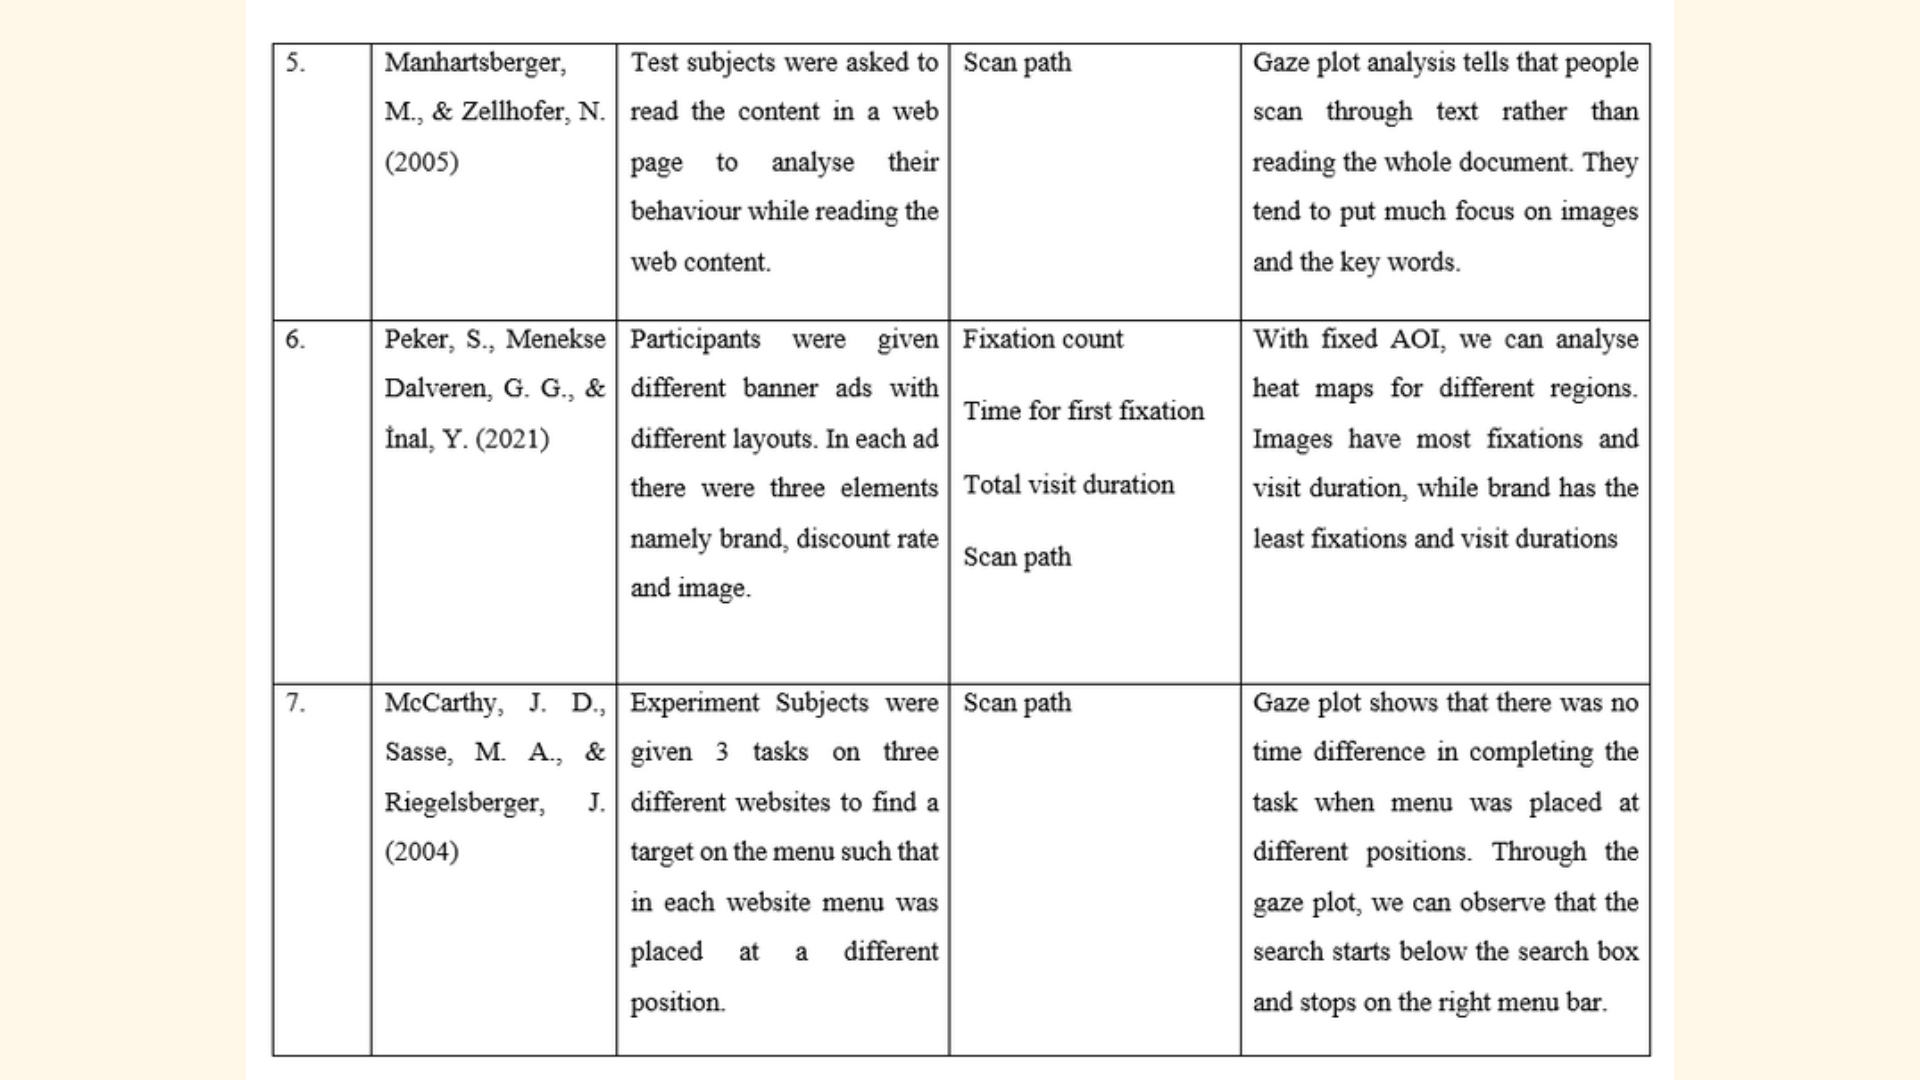 5.
Manhartsberger,
M., & Zellhofer, N.
(2005)
Test subjects were asked to
read the content in a web
page to analyse their
behaviour while reading the
web content.
Scan path
Gaze plot analysis tells that people
scan through text rather than
reading the whole document. They
tend to put much focus on images
and the key words.
6.
Peker, S., Menekse
Dalveren, G. G., &
İnal, Y. (2021)
Participants were given
different banner ads with
different layouts. In each ad
there were three elements
namely brand, discount rate
and image.
Fixation count
Time for first fixation
Total visit duration
Scan path
With fixed AOI, we can analyse
heat maps for different regions.
Images have most fixations and
visit duration, while brand has the
least fixations and visit durations
7.
McCarthy, J. D.,
Sasse, M. A., &
Riegelsberger, J.
(2004)
Experiment Subjects were
given 3 tasks on three
different websites to find a
target on the menu such that
in each website menu was
placed at a different
position.
Scan path
Gaze plot shows that there was no
time difference in completing the
task when menu was placed at
different positions. Through the
gaze plot, we can observe that the
search starts below the search box
and stops on the right menu bar.